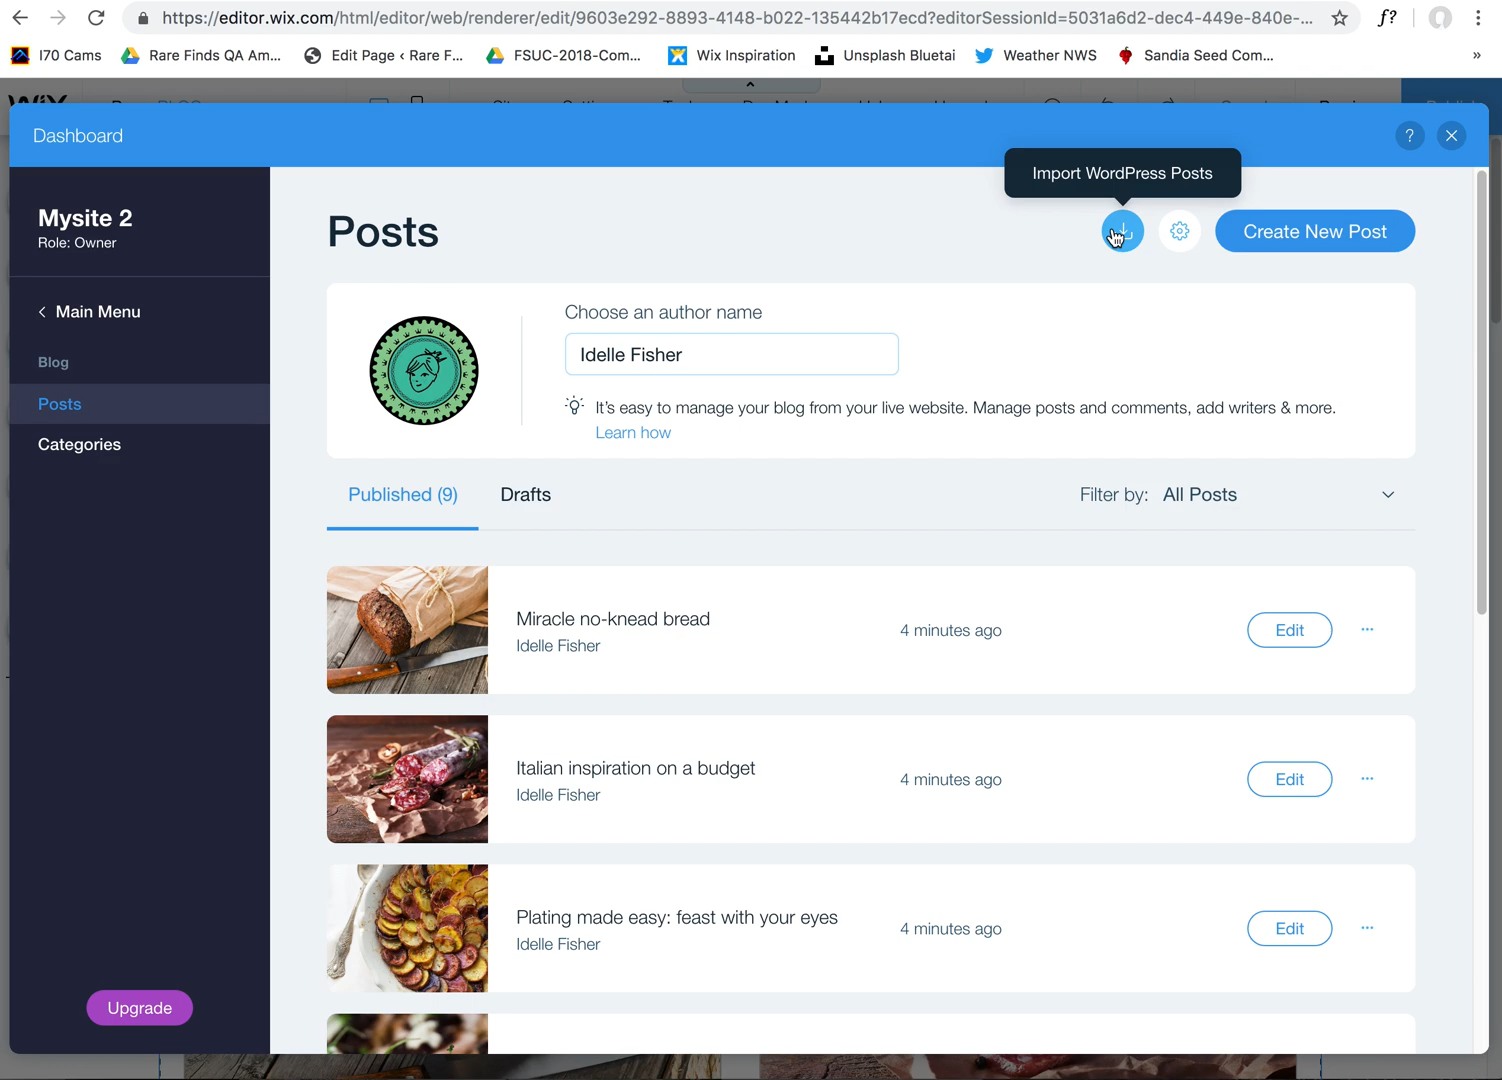 https://editor.wix.com/html/editor/web/renderer/edit/9603e292-8893-4148-b022-135442b17ecd?editorSessionId=5031a6d2-dec4-449e-840e-... f?
I70 Cams Rare Finds QA Am... Edit Page ‹ Rare F... FSUC-2018-Com... Wix Inspiration Unsplash Bluetai Weather NWS Sandia Seed Com... »
Dashboard ?
Import WordPress Posts
Mysite 2
Role: Owner
Posts
Create New Post
Main Menu
Blog
Posts
Categories
Upgrade
Choose an author name
Idelle Fisher
It's easy to manage your blog from your live website. Manage posts and comments, add writers & more.
Learn how
Published (9) Drafts Filter by: All Posts
Miracle no-knead bread
Idelle Fisher
4 minutes ago
Edit ...
Italian inspiration on a budget
Idelle Fisher
4 minutes ago
Edit ...
Plating made easy: feast with your eyes
Idelle Fisher
4 minutes ago
Edit ...